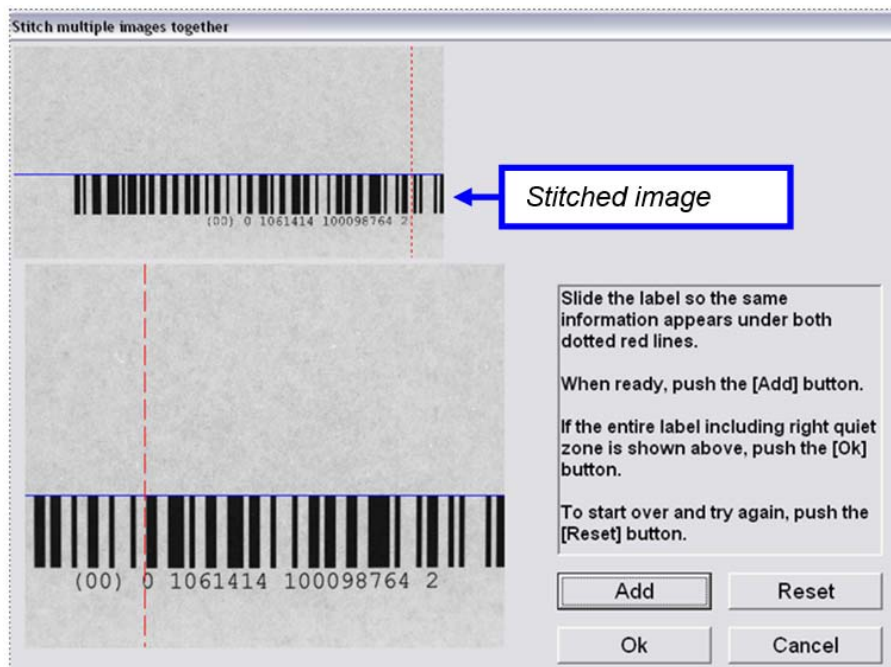 Stitch multiple images together
(00) 0 1061414 100098764 2
Stitched image
(00) 0 1061414 100098764 2
Slide the label so the same
information appears under both
dotted red lines.
When ready, push the [Add] button.
If the entire label including right quiet
zone is shown above, push the [Ok]
button.
To start over and try again, push the
[Reset] button.
Add
Reset
Ok
Cancel